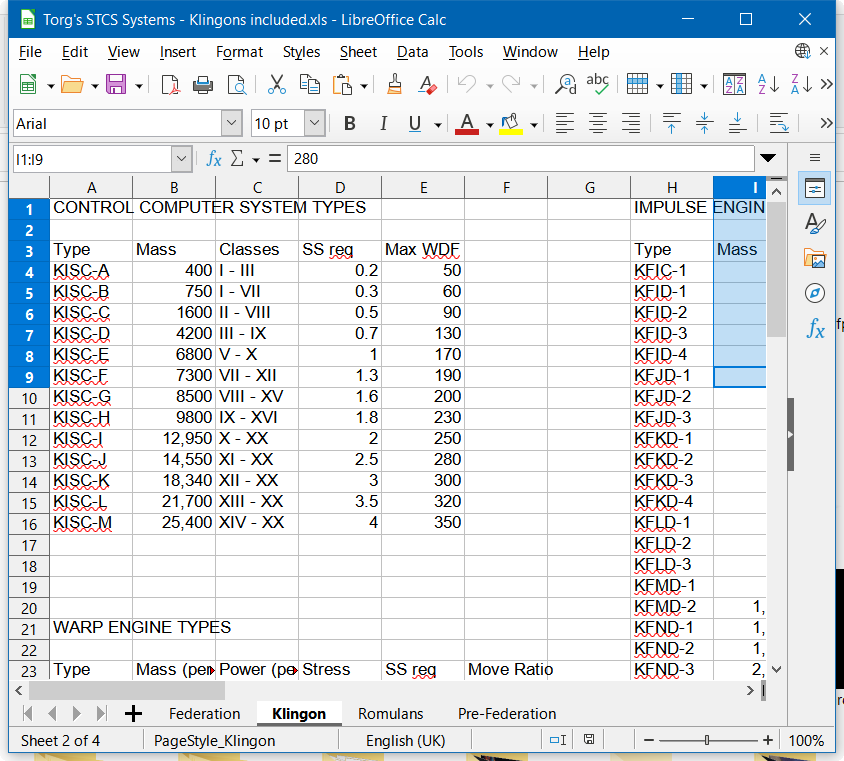 Torg's STCS Systems - Klingons included.xls - LibreOffice Calc
File Edit View Insert Format Styles Sheet Data Tools Window Help
Arial 10 pt B I U A
I1:I9 fx Σ = 280
A B C D E F G H I
1 CONTROL COMPUTER SYSTEM TYPES IMPULSE ENGIN
2
3 Type Mass Classes SS req Max WDF Type Mass
4 KISC-A 400 I - III 0.2 50 KFIC-1
5 KISC-B 750 I - VII 0.3 60 KFID-1
6 KISC-C 1600 II - VIII 0.5 90 KFID-2
7 KISC-D 4200 III - IX 0.7 130 KFID-3
8 KISC-E 6800 V - X 1 170 KFID-4
9 KISC-F 7300 VII - XII 1.3 190 KFJD-1
10 KISC-G 8500 VIII - XV 1.6 200 KFJD-2
11 KISC-H 9800 IX - XVI 1.8 230 KFJD-3
12 KISC-I 12,950 X - XX 2 250 KFKD-1
13 KISC-J 14,550 XI - XX 2.5 280 KFKD-2
14 KISC-K 18,340 XII - XX 3 300 KFKD-3
15 KISC-L 21,700 XIII - XX 3.5 320 KFKD-4
16 KISC-M 25,400 XIV - XX 4 350 KFLD-1
17 KFLD-2
18 KFLD-3
19 KFMD-1
20 KFMD-2 1,
21 WARP ENGINE TYPES KFND-1 1,
22 KFND-2 1,
23 Type Mass (per Power (pe Stress SS req Move Ratio KFND-3 2,
Federation Klingon Romulans Pre-Federation
Sheet 2 of 4 PageStyle_Klingon English (UK) 100%